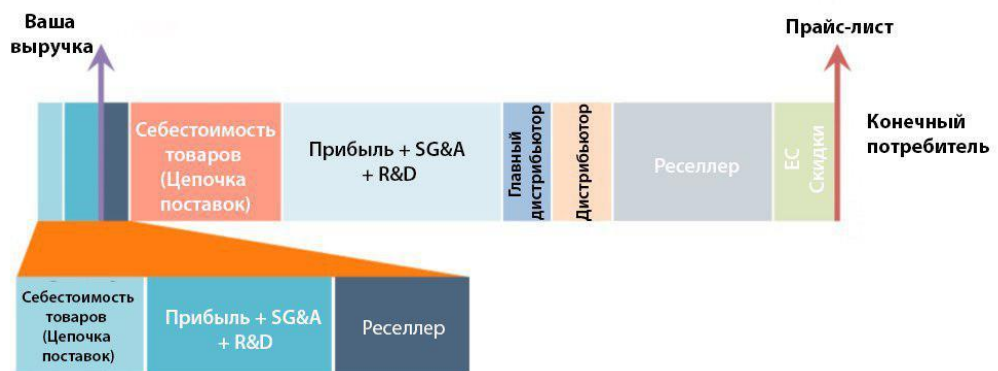 Ваша
выручка
Прайс-лист
Себестоимость
товаров
(Цепочка
поставок)
Прибыль + SG&A
+ R&D
Главный
дистрибьютор
Дистрибьютор
Реселлер
ЕС
Скидки
Конечный
потребитель
Себестоимость
товаров
(Цепочка
поставок)
Прибыль + SG&A
+ R&D
Реселлер